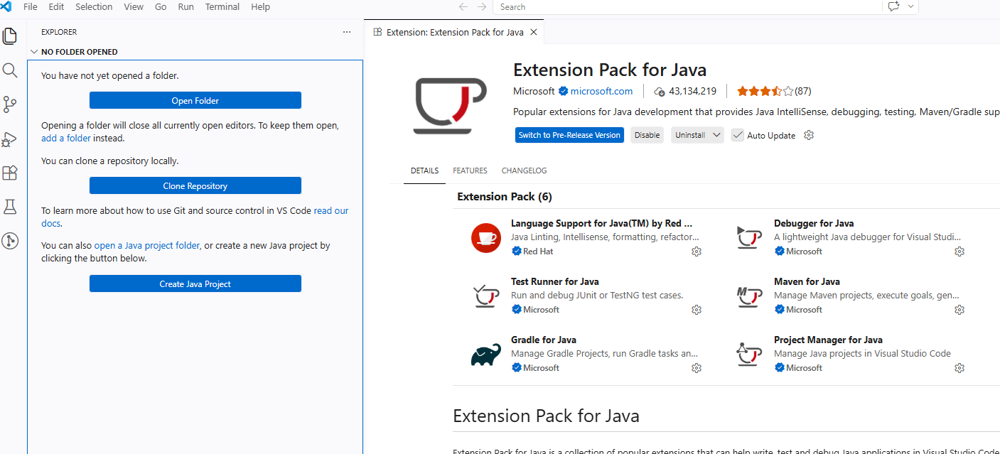 File Edit Selection View Go Run Terminal Help
Search
EXPLORER
NO FOLDER OPENED
You have not yet opened a folder.
Open Folder
Opening a folder will close all currently open editors. To keep them open,
add a folder instead.
You can clone a repository locally.
Clone Repository
To learn more about how to use Git and source control in VS Code read our
docs.
You can also open a Java project folder, or create a new Java project by
clicking the button below.
Create Java Project
Extension: Extension Pack for Java
Extension Pack for Java
Microsoft microsoft.com 43,134,219 (87)
Popular extensions for Java development that provides Java IntelliSense, debugging, testing, Maven/Gradle sup
Switch to Pre-Release Version Disable Uninstall Auto Update
DETAILS FEATURES CHANGELOG
Extension Pack (6)
Language Support for Java(TM) by Red ...
Java Linting, Intellisense, formatting, refactor...
Red Hat
Debugger for Java
A lightweight Java debugger for Visual Studi...
Microsoft
Test Runner for Java
Run and debug JUnit or TestNG test cases.
Microsoft
Maven for Java
Manage Maven projects, execute goals, gen...
Microsoft
Gradle for Java
Manage Gradle Projects, run Gradle tasks an...
Microsoft
Project Manager for Java
Manage Java projects in Visual Studio Code
Microsoft
Extension Pack for Java
Extension Pack for Java is a collection of popular extensions that can help write, test and debug Java applications in Visual Studio Code